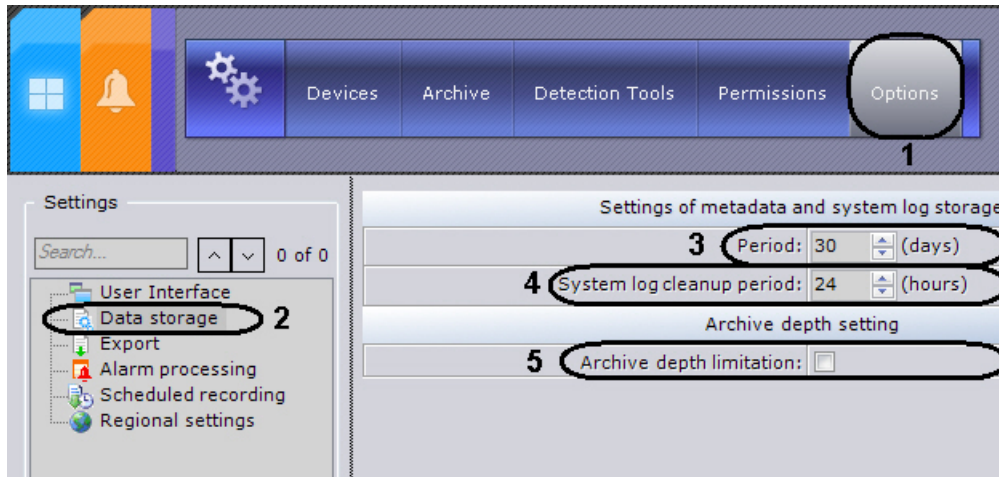 Devices Archive Detection Tools Permissions Options
1
Settings
Search... 0 of 0
User Interface
Data storage 2
Export
Alarm processing
Scheduled recording
Regional settings
Settings of metadata and system log storage
3 Period: 30 (days)
4 System log cleanup period: 24 (hours)
Archive depth setting
5 Archive depth limitation: